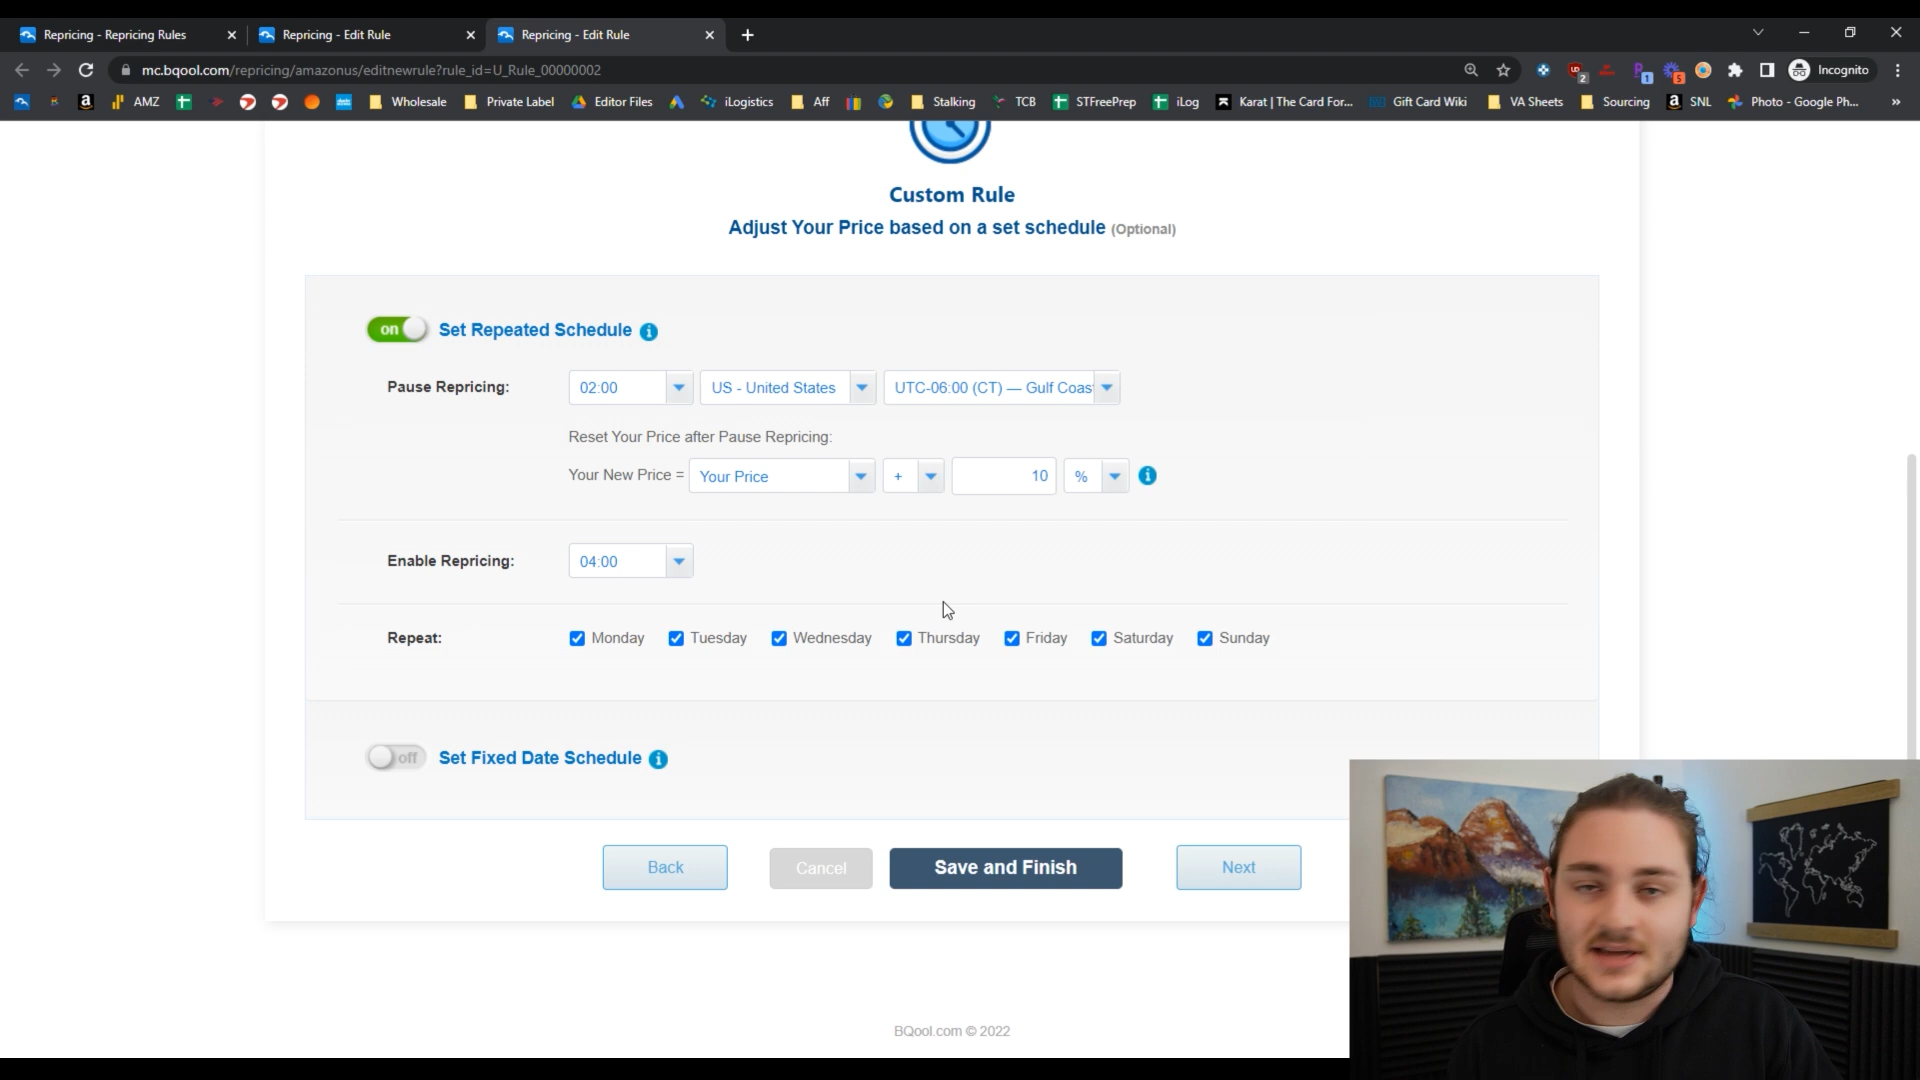 Repricing - Repricing Rules
Repricing - Edit Rule
Repricing - Edit Rule
mc.bqool.com/repricing/amazonus/editnewrule?rule_id=U_Rule_00000002
2
1
5
Incognito
AMZ
Wholesale
Private Label
Editor Files
iLogistics
Aff
Stalking
TCB
STFreePrep
iLog
Karat | The Card For...
Gift Card Wiki
VA Sheets
Sourcing
SNL
Photo - Google Ph...
»
Custom Rule
Adjust Your Price based on a set schedule (Optional)
on Set Repeated Schedule
Pause Repricing: 02:00 US - United States UTC-06:00 (CT) — Gulf Coas
Reset Your Price after Pause Repricing:
Your New Price = Your Price + 10 %
Enable Repricing: 04:00
Repeat: Monday Tuesday Wednesday Thursday Friday Saturday Sunday
off Set Fixed Date Schedule
Back Cancel Save and Finish Next
BQool.com © 2022